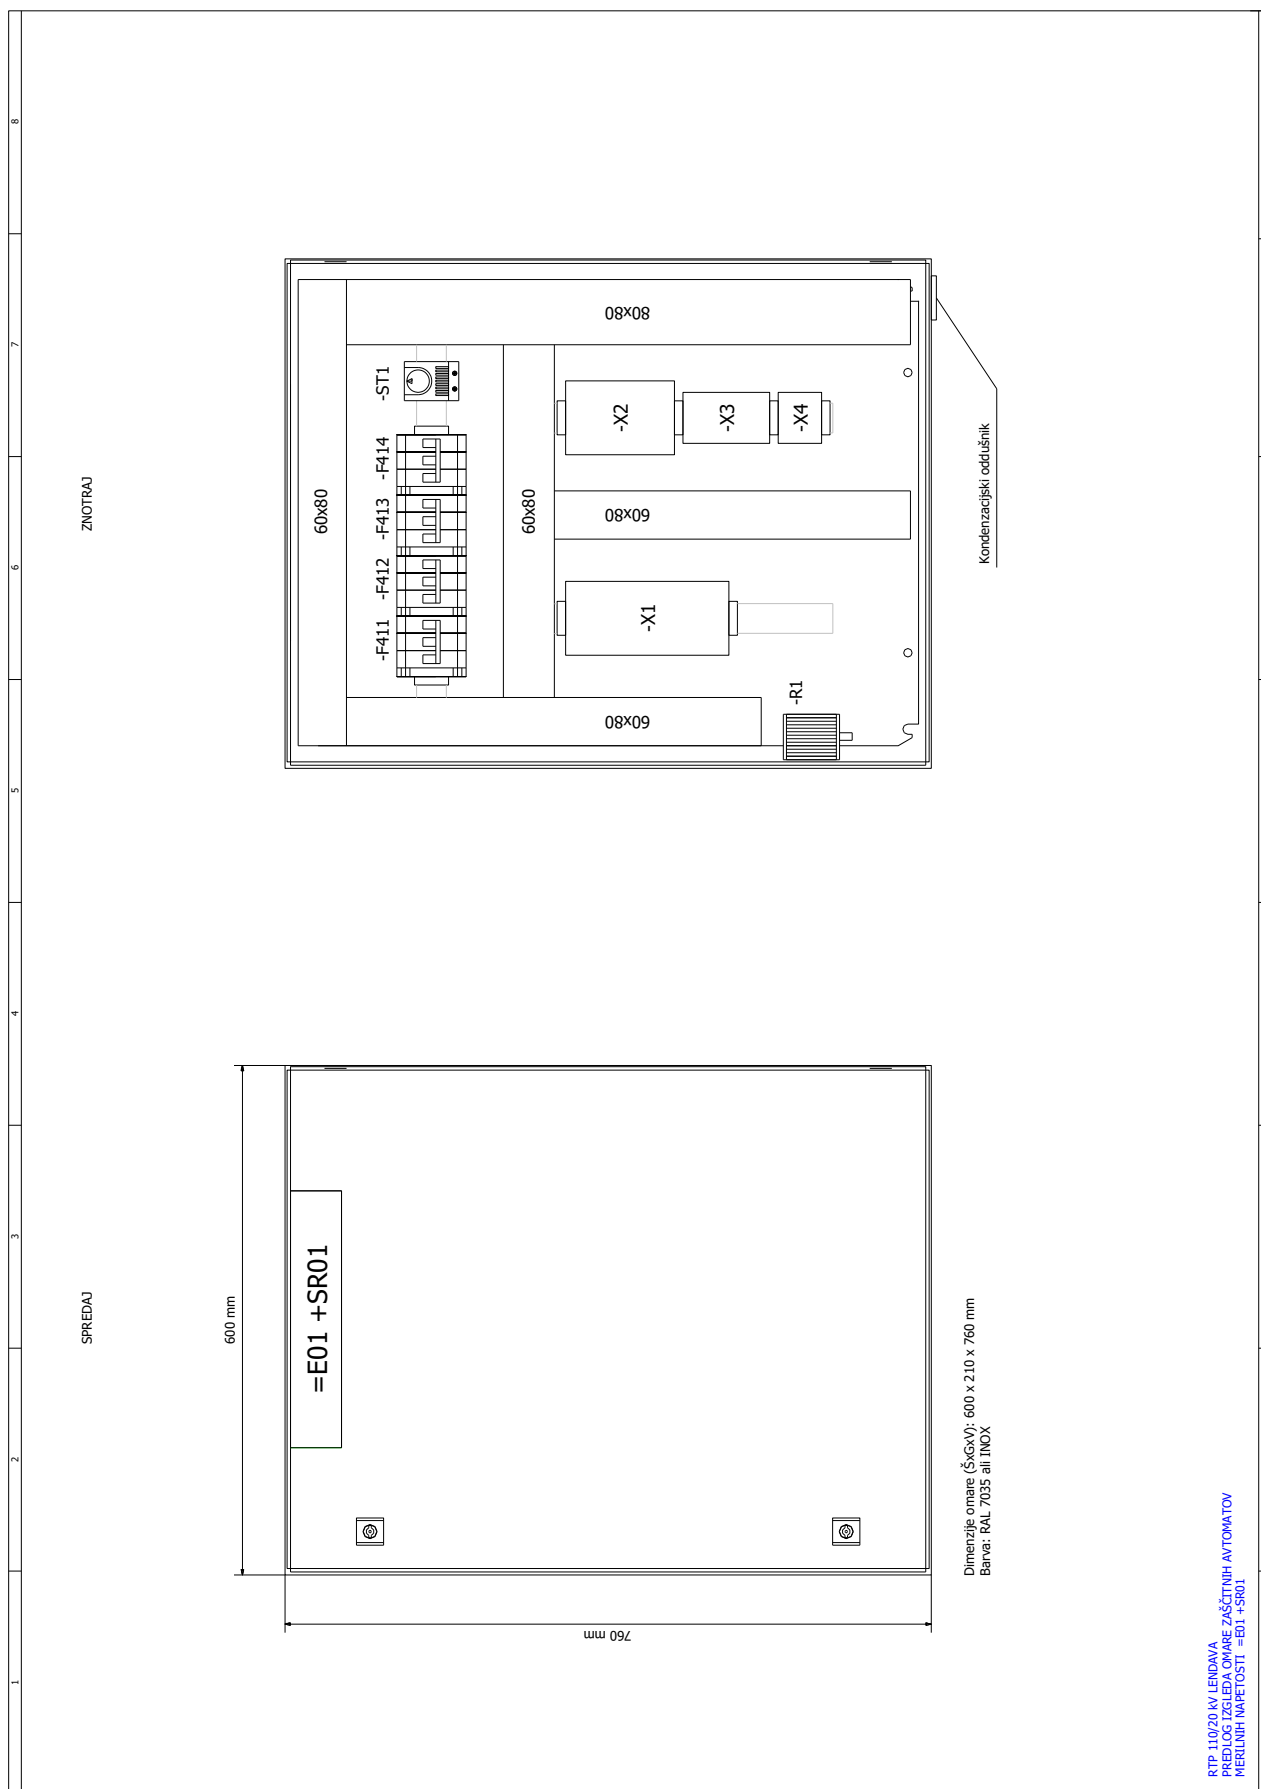 1
2
3
4
5
6
7
8
SPREDAJ
ZNOTRAJ
600 mm
760 mm
=E01 +SR01
60x80
-F411
-F412
-F413
-F414
-ST1
60x80
60x80
60x80
80x80
-X1
-X2
-X3
-X4
-R1
Kondenzacijski oddušnik
Dimenzije omare (ŠxGxV): 600 x 210 x 760 mm
Barva: RAL 7035 ali INOX
RTP 110/20 kV LENDAVA
PREDLOG IZGLEDA OMARE ZAŠČITNIH AVTOMATOV
MERILNIH NAPETOSTI =E01 +SR01